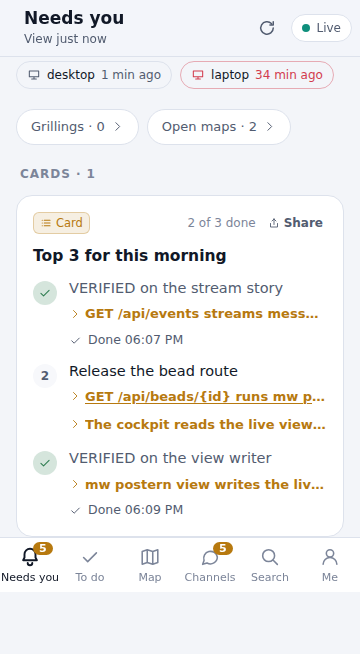 Needs you
View just now
Live
desktop 1 min ago
laptop 34 min ago
Grillings · 0
Open maps · 2
CARDS · 1
Card
2 of 3 done
Share
Top 3 for this morning
VERIFIED on the stream story
GET /api/events streams mess…
Done 06:07 PM
2
Release the bead route
GET /api/beads/{id} runs mw p…
The cockpit reads the live view…
VERIFIED on the view writer
mw postern view writes the liv…
Done 06:09 PM
5
5
Needs you
To do
Map
Channels
Search
Me